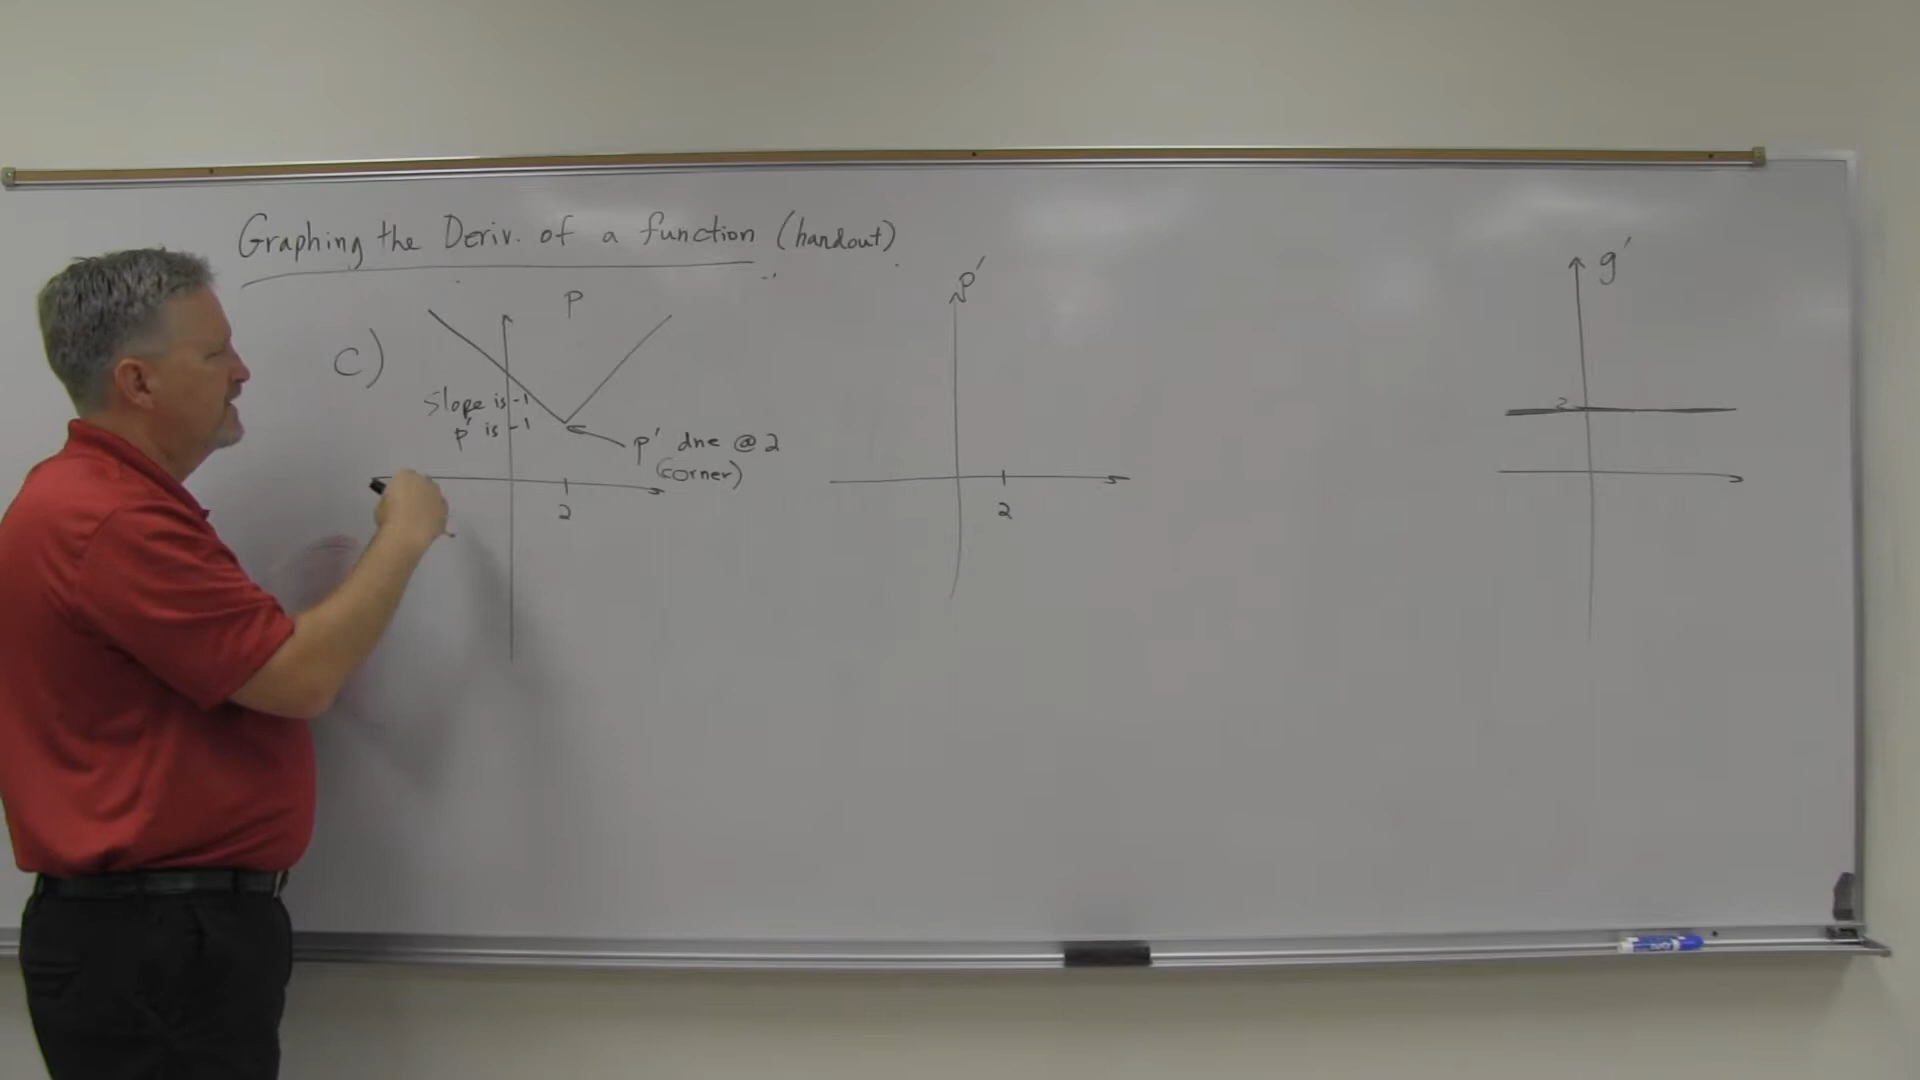 Graphing the Deriv. of a function (handout)
P
C)
Slope is -1
p' is -1
p' dne @ 2
(corner)
2
p'
2
g'
2